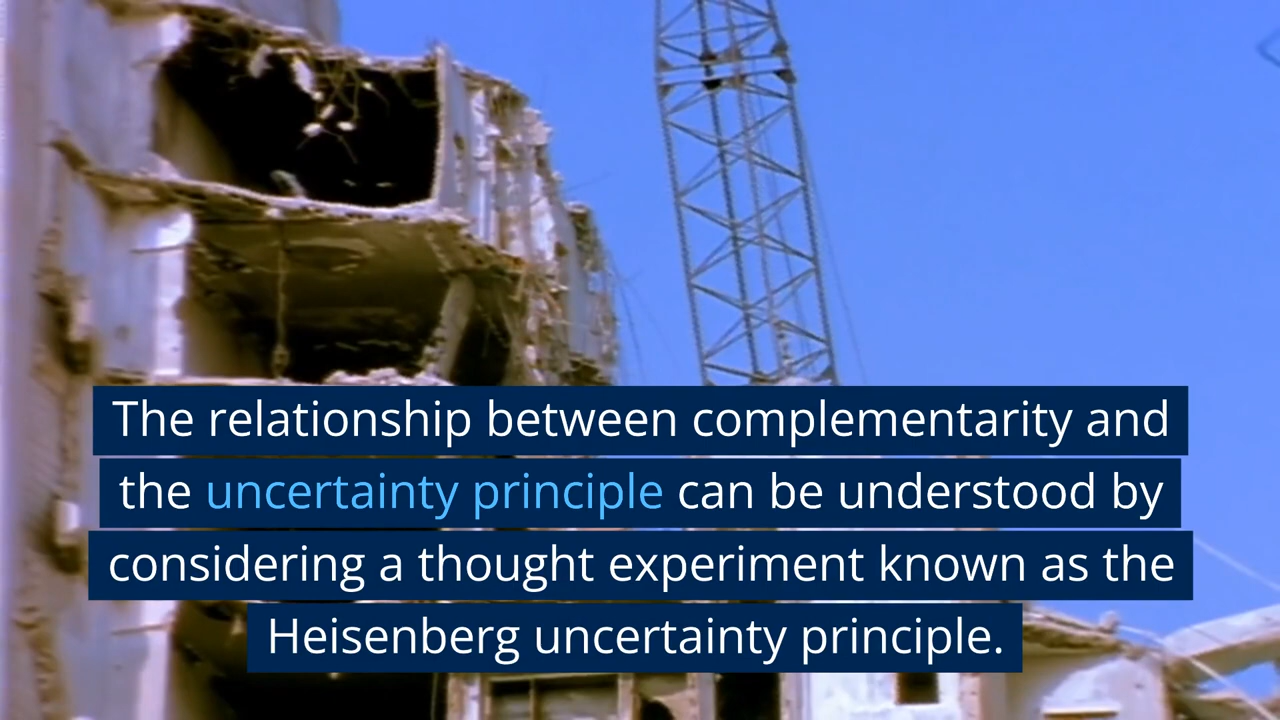 The relationship between complementarity and
the uncertainty principle can be understood by
considering a thought experiment known as the
Heisenberg uncertainty principle.